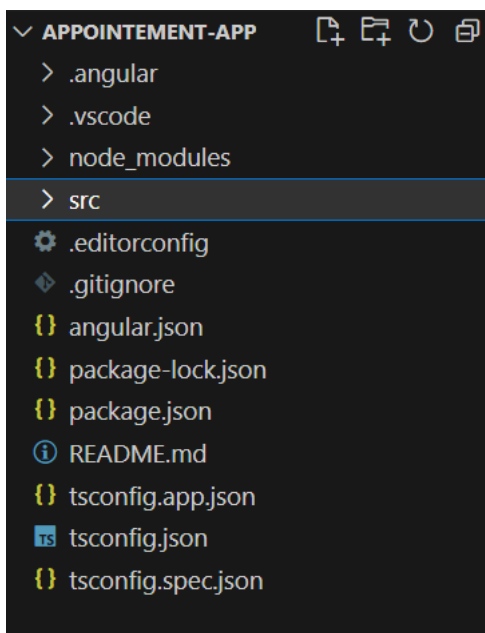 APPOINTEMENT-APP
.angular
.vscode
node_modules
src
.editorconfig
.gitignore
{} angular.json
{} package-lock.json
{} package.json
README.md
{} tsconfig.app.json
TS tsconfig.json
{} tsconfig.spec.json